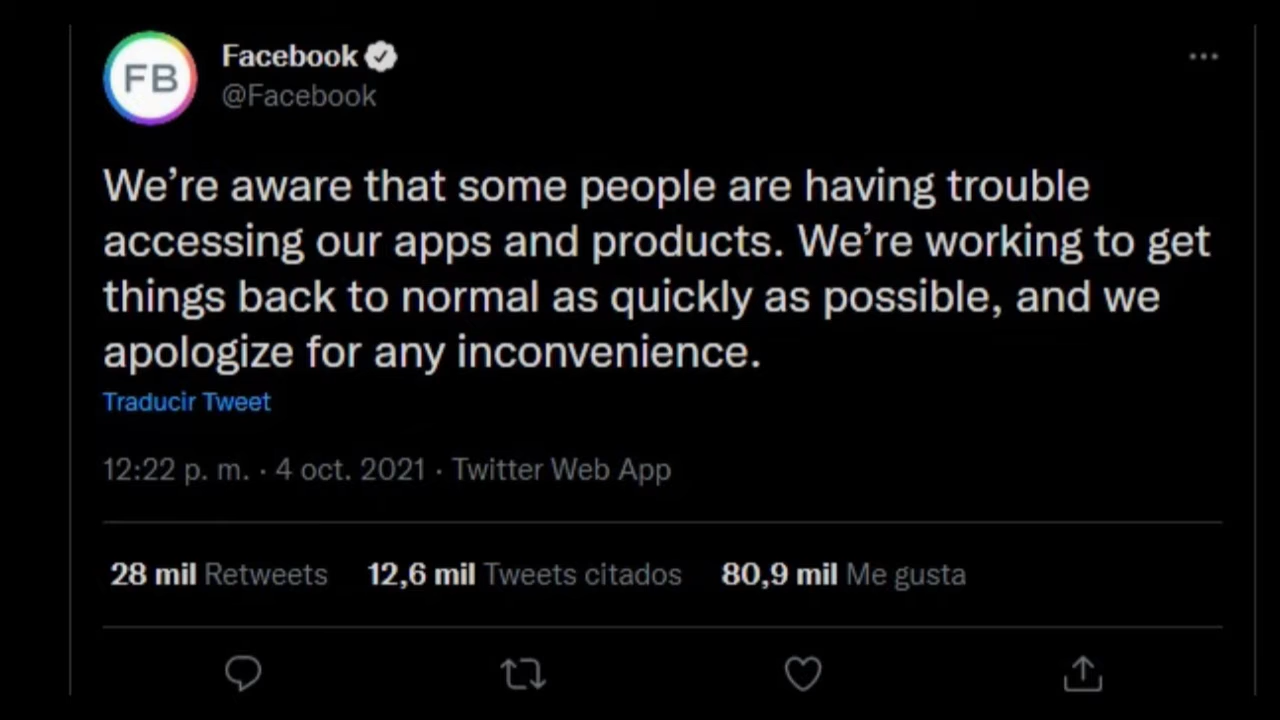 FB
Facebook
@Facebook
We’re aware that some people are having trouble
accessing our apps and products. We’re working to get
things back to normal as quickly as possible, and we
apologize for any inconvenience.
Traducir Tweet
12:22 p. m. · 4 oct. 2021 · Twitter Web App
28 mil Retweets 12,6 mil Tweets citados 80,9 mil Me gusta